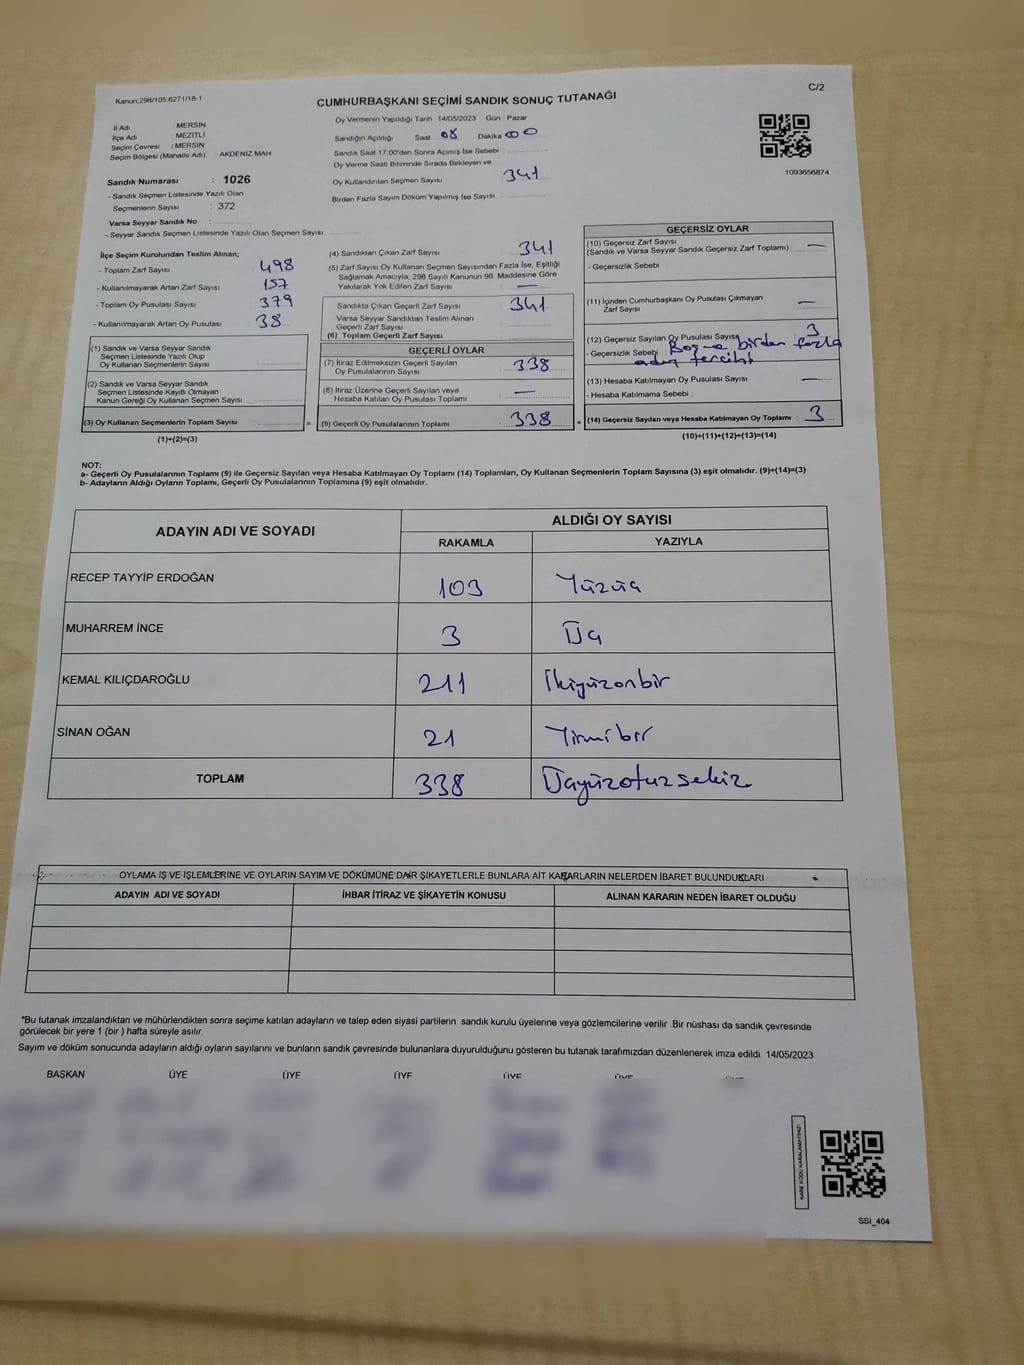 Kanun:298/105;6271/18-1
CUMHURBAŞKANI SEÇİMİ SANDIK SONUÇ TUTANAĞI
C/2
İl Adı MERSİN
İlçe Adı MEZİTLİ
Seçim Çevresi : MERSİN
Seçim Bölgesi (Mahalle Adı) : AKDENİZ MAH
Sandık Numarası : 1026
- Sandık Seçmen Listesinde Yazılı Olan
Seçmenlerin Sayısı : 372
Varsa Seyyar Sandık No :
- Seyyar Sandık Seçmen Listesinde Yazılı Olan Seçmen Sayısı:
Oy Vermenin Yapıldığı Tarih :14/05/2023 Gün : Pazar
Sandığın Açıldığı Saat 08 Dakika 00
Sandık Saat 17:00'den Sonra Açılmış İse Sebebi
Oy Verme Saati Bitiminde Sırada Bekleyen ve
Oy Kullandırılan Seçmen Sayısı 341
Birden Fazla Sayım Döküm Yapılmış İse Sayısı
1093656874
İlçe Seçim Kurulundan Teslim Alınan;
- Toplam Zarf Sayısı 498
- Kullanılmayarak Artan Zarf Sayısı 157
- Toplam Oy Pusulası Sayısı 379
- Kullanılmayarak Artan Oy Pusulası 38
(1) Sandık ve Varsa Seyyar Sandık
Seçmen Listesinde Yazılı Olup
Oy Kullanan Seçmenlerin Sayısı
(2) Sandık ve Varsa Seyyar Sandık
Seçmen Listesinde Kayıtlı Olmayan
Kanun Gereği Oy Kullanan Seçmen Sayısı
(3) Oy Kullanan Seçmenlerin Toplam Sayısı
(1)+(2)=(3)
(4) Sandıktan Çıkan Zarf Sayısı 341
(5) Zarf Sayısı Oy Kullanan Seçmen Sayısından Fazla İse, Eşitliği
Sağlamak Amacıyla; 298 Sayılı Kanunun 98. Maddesine Göre
Yakılarak Yok Edilen Zarf Sayısı —
Sandıkta Çıkan Geçerli Zarf Sayısı 341
Varsa Seyyar Sandıktan Teslim Alınan
Geçerli Zarf Sayısı
(6) Toplam Geçerli Zarf Sayısı
GEÇERLİ OYLAR
(7) İtiraz Edilmeksizin Geçerli Sayılan
Oy Pusulalarının Sayısı 338
(8) İtiraz Üzerine Geçerli Sayılan veya
Hesaba Katılan Oy Pusulası Toplamı —
= (9) Geçerli Oy Pusulalarının Toplamı 338 +
GEÇERSİZ OYLAR
(10) Geçersiz Zarf Sayısı
(Sandık ve Varsa Seyyar Sandık Geçersiz Zarf Toplamı) —
- Geçersizlik Sebebi
(11) İçinden Cumhurbaşkanı Oy Pusulası Çıkmayan
Zarf Sayısı —
(12) Geçersiz Sayılan Oy Pusulası Sayısı 3
- Geçersizlik Sebebi birden fazla
aday tercihi
(13) Hesaba Katılmayan Oy Pusulası Sayısı —
- Hesaba Katılmama Sebebi :
(14) Geçersiz Sayılan veya Hesaba Katılmayan Oy Toplamı : 3
(10)+(11)+(12)+(13)=(14)
NOT:
a- Geçerli Oy Pusulalarının Toplamı (9) ile Geçersiz Sayılan veya Hesaba Katılmayan Oy Toplamı (14) Toplamları, Oy Kullanan Seçmenlerin Toplam Sayısına (3) eşit olmalıdır. (9)+(14)=(3)
b- Adayların Aldığı Oyların Toplamı, Geçerli Oy Pusulalarının Toplamına (9) eşit olmalıdır.
ADAYIN ADI VE SOYADI ALDIĞI OY SAYISI
RAKAMLA YAZIYLA
RECEP TAYYİP ERDOĞAN 103 Yüzüç
MUHARREM İNCE 3 Üç
KEMAL KILIÇDAROĞLU 211 İkiyüzonbir
SİNAN OĞAN 21 Yirmibir
TOPLAM 338 Üçyüzotuzsekiz
OYLAMA İŞ VE İŞLEMLERİNE VE OYLARIN SAYIM VE DÖKÜMÜNE DAİR ŞİKAYETLERLE BUNLARA AİT KARARLARIN NELERDEN İBARET BULUNDUKLARI
ADAYIN ADI VE SOYADI İHBAR İTİRAZ VE ŞİKAYETİN KONUSU ALINAN KARARIN NEDEN İBARET OLDUĞU
*Bu tutanak imzalandıktan ve mühürlendikten sonra seçime katılan adayların ve talep eden siyasi partilerin sandık kurulu üyelerine veya gözlemcilerine verilir .Bir nüshası da sandık çevresinde
görülecek bir yere 1 (bir ) hafta süreyle asılır.
Sayım ve döküm sonucunda adayların aldığı oyların sayılarını ve bunların sandık çevresinde bulunanlara duyurulduğunu gösteren bu tutanak tarafımızdan düzenlenerek imza edildi 14/05/2023
BAŞKAN ÜYE ÜYE ÜYE ÜYE ÜYE
KARE KODU KARALAMAYINIZ!
SSI_404